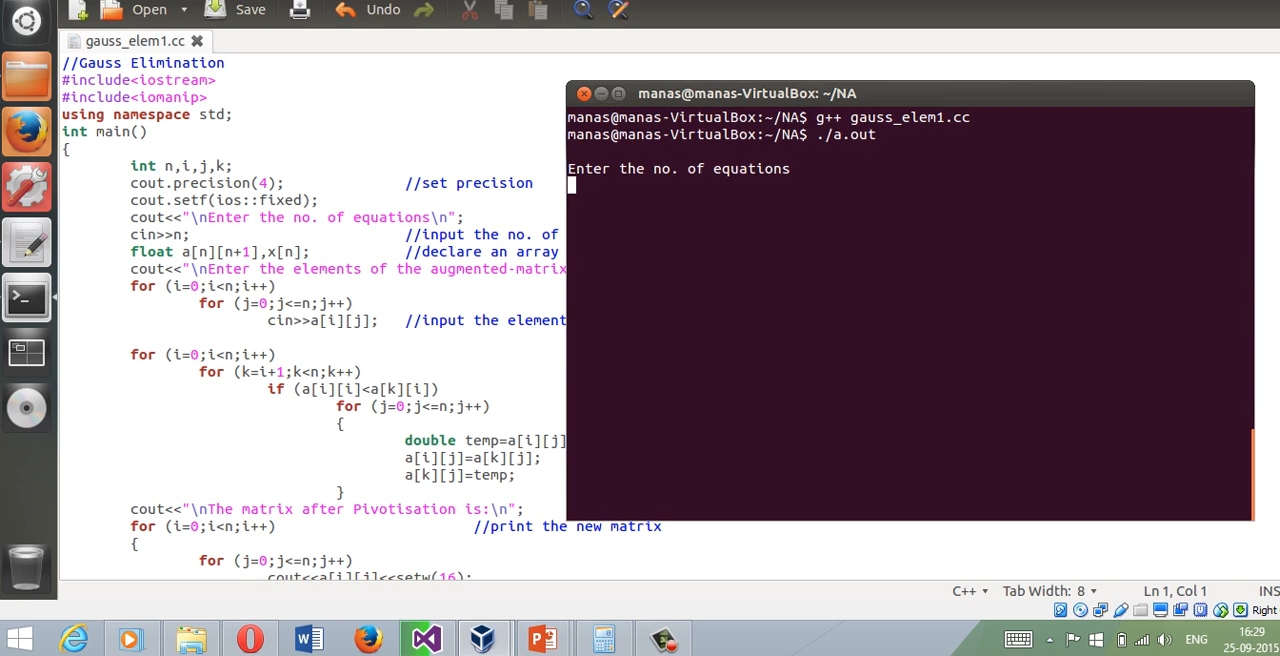 Open
Save
Undo
gauss_elem1.cc
//Gauss Elimination
#include<iostream>
#include<iomanip>
using namespace std;
int main()
{
int n,i,j,k;
cout.precision(4); //set precision
cout.setf(ios::fixed);
cout<<"\nEnter the no. of equations\n";
cin>>n; //input the no. of
float a[n][n+1],x[n]; //declare an array
cout<<"\nEnter the elements of the augmented-matrix
for (i=0;i<n;i++)
for (j=0;j<=n;j++)
cin>>a[i][j]; //input the element
for (i=0;i<n;i++)
for (k=i+1;k<n;k++)
if (a[i][i]<a[k][i])
for (j=0;j<=n;j++)
{
double temp=a[i][j]
a[i][j]=a[k][j];
a[k][j]=temp;
}
cout<<"\nThe matrix after Pivotisation is:\n";
for (i=0;i<n;i++) //print the new matrix
{
for (j=0;j<=n;j++)
cout<<a[i][j]<<setw(16);
manas@manas-VirtualBox: ~/NA
manas@manas-VirtualBox:~/NA$ g++ gauss_elem1.cc
manas@manas-VirtualBox:~/NA$ ./a.out
Enter the no. of equations
C++ Tab Width: 8 Ln 1, Col 1 INS
Right
ENG
16:29
25-09-2015